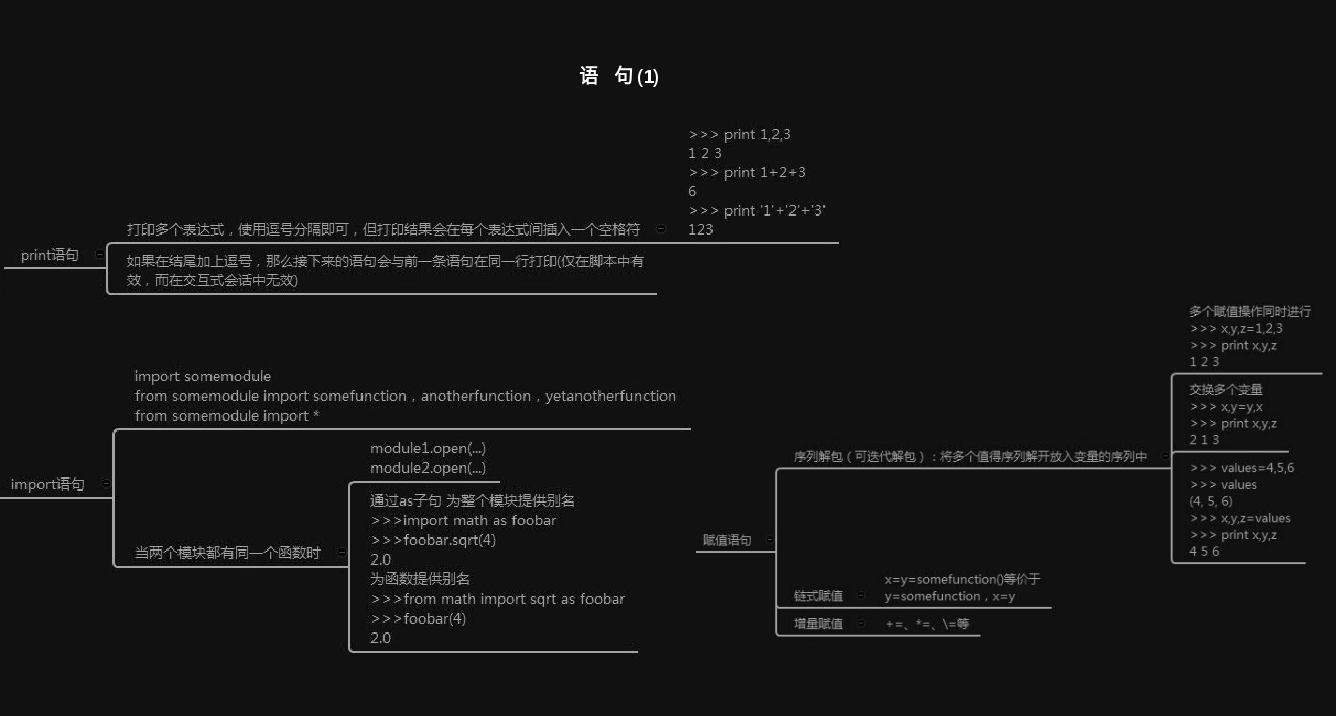 语 句(1)
print语句
打印多个表达式，使用逗号分隔即可，但打印结果会在每个表达式间插入一个空格符
>>> print 1,2,3
1 2 3
>>> print 1+2+3
6
>>> print '1'+'2'+'3"
123
如果在结尾加上逗号，那么接下来的语句会与前一条语句在同一行打印(仅在脚本中有
效，而在交互式会话中无效)
import语句
import somemodule
from somemodule import somefunction，anotherfunction，yetanotherfunction
from somemodule import *
当两个模块都有同一个函数时
module1.open(...)
module2.open(...)
通过as子句 为整个模块提供别名
>>>import math as foobar
>>>foobar.sqrt(4)
2.0
为函数提供别名
>>>from math import sqrt as foobar
>>>foobar(4)
2.0
赋值语句
序列解包（可迭代解包）：将多个值得序列解开放入变量的序列中
多个赋值操作同时进行
>>> x,y,z=1,2,3
>>> print x,y,z
1 2 3
交换多个变量
>>> x,y=y,x
>>> print x,y,z
2 1 3
>>> values=4,5,6
>>> values
(4, 5, 6)
>>> x,y,z=values
>>> print x,y,z
4 5 6
链式赋值
x=y=somefunction()等价于
y=somefunction，x=y
增量赋值
+=、*=、\=等